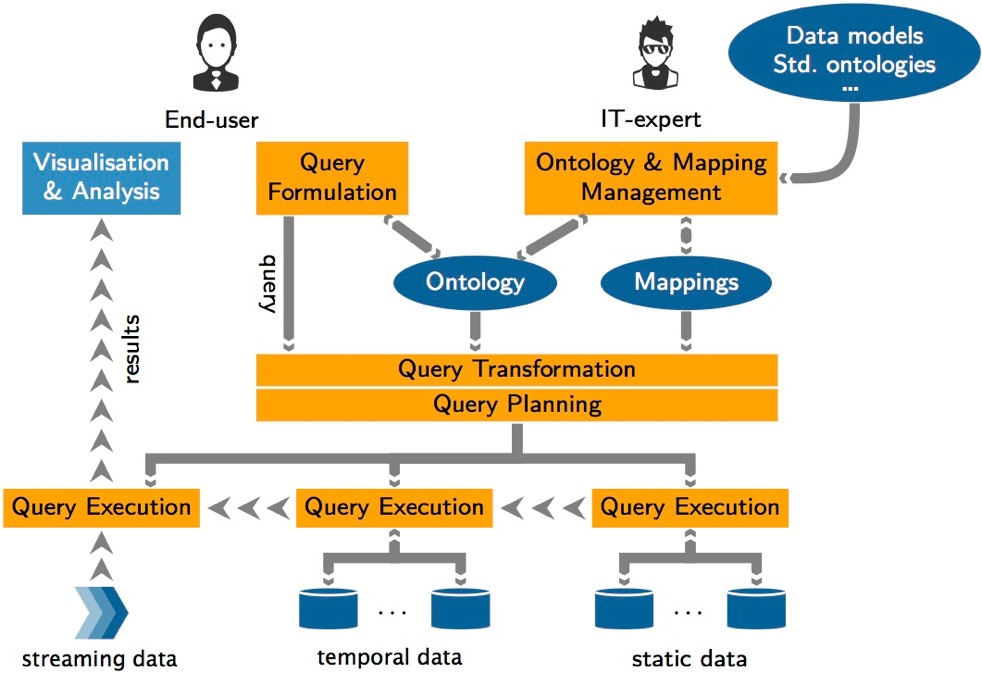 Data models
Std. ontologies
...
End-user
IT-expert
Visualisation
& Analysis
Query
Formulation
Ontology & Mapping
Management
query
Ontology
Mappings
results
Query Transformation
Query Planning
Query Execution
Query Execution
Query Execution
...
...
streaming data
temporal data
static data